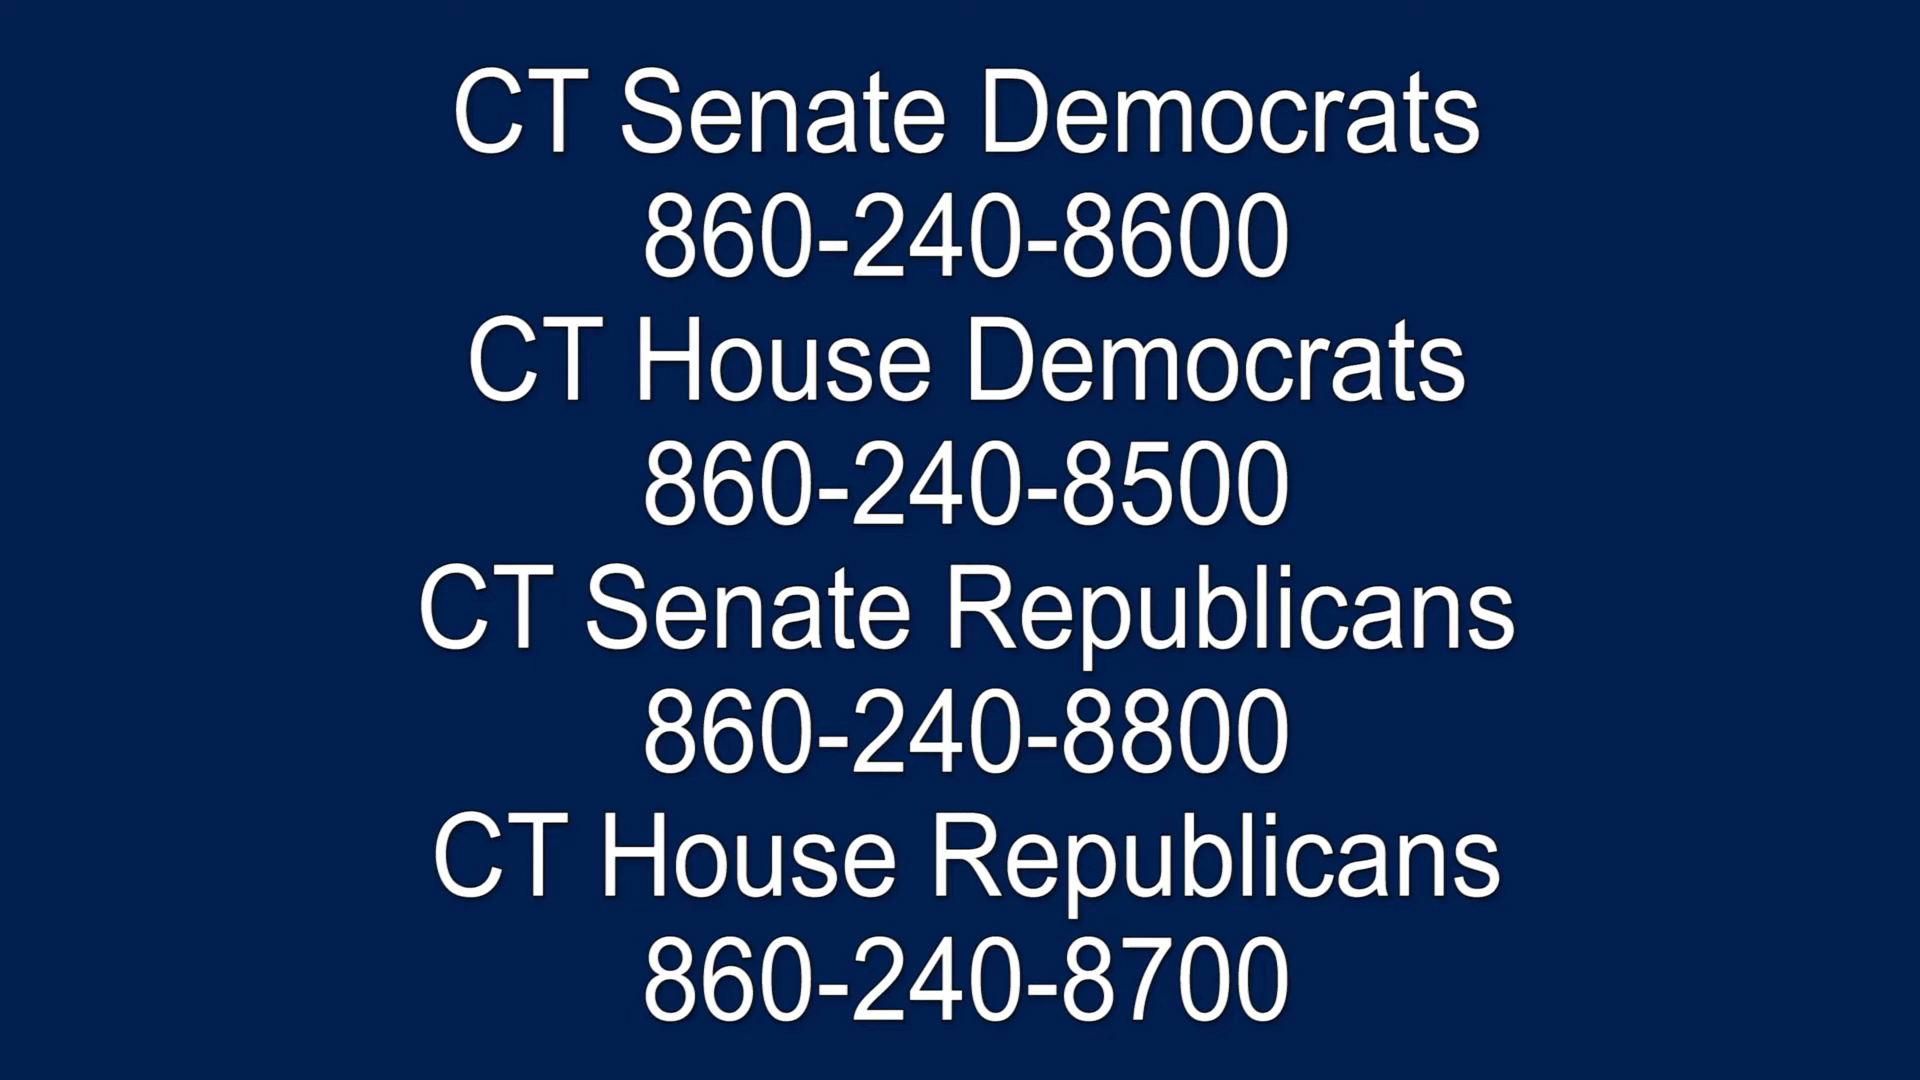 CT Senate Democrats
860-240-8600
CT House Democrats
860-240-8500
CT Senate Republicans
860-240-8800
CT House Republicans
860-240-8700